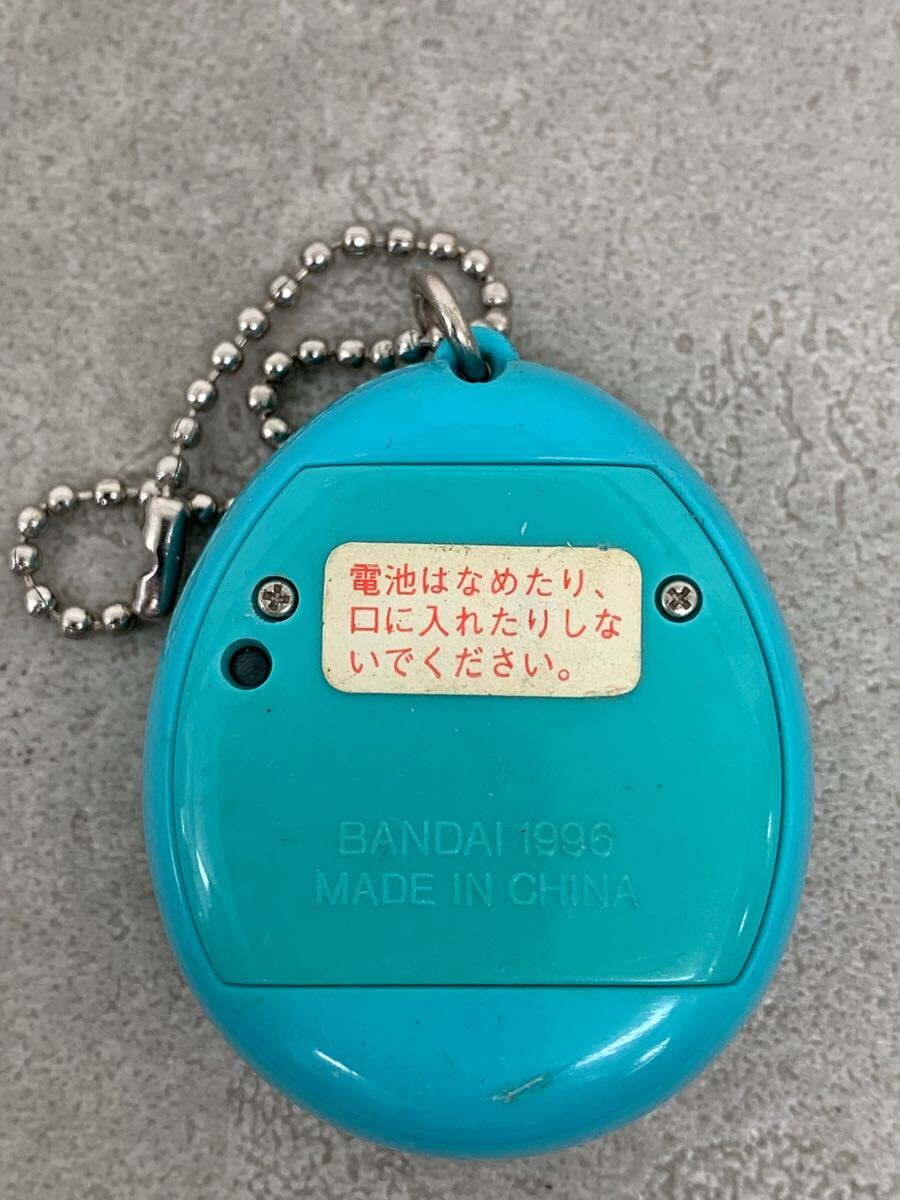 電池はなめたり、
口に入れたりしな
いでください。
BANDAI 1996
MADE IN CHINA